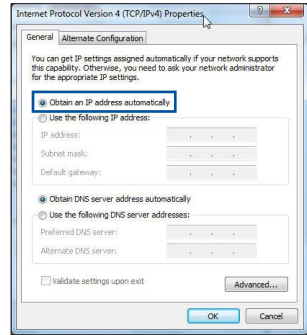 Internet Protocol Version 4 (TCP/IPv4) Properties
General
Alternate Configuration
You can get IP settings assigned automatically if your network supports
this capability. Otherwise, you need to ask your network administrator
for the appropriate IP settings.
Obtain an IP address automatically
Use the following IP address:
IP address:
Subnet mask:
Default gateway:
Obtain DNS server address automatically
Use the following DNS server addresses:
Preferred DNS server:
Alternate DNS server:
Validate settings upon exit
Advanced...
OK
Cancel